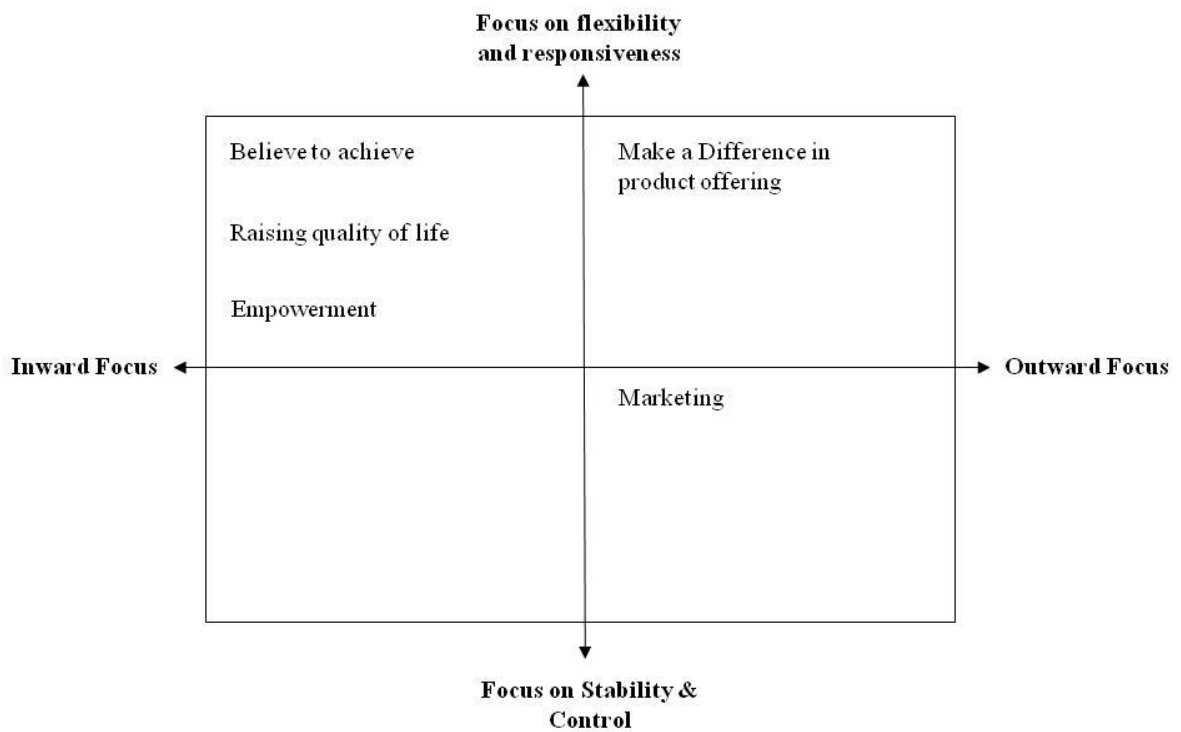 Focus on flexibility
and responsiveness
Believe to achieve
Make a Difference in
product offering
Raising quality of life
Empowerment
Inward Focus
Outward Focus
Marketing
Focus on Stability &
Control